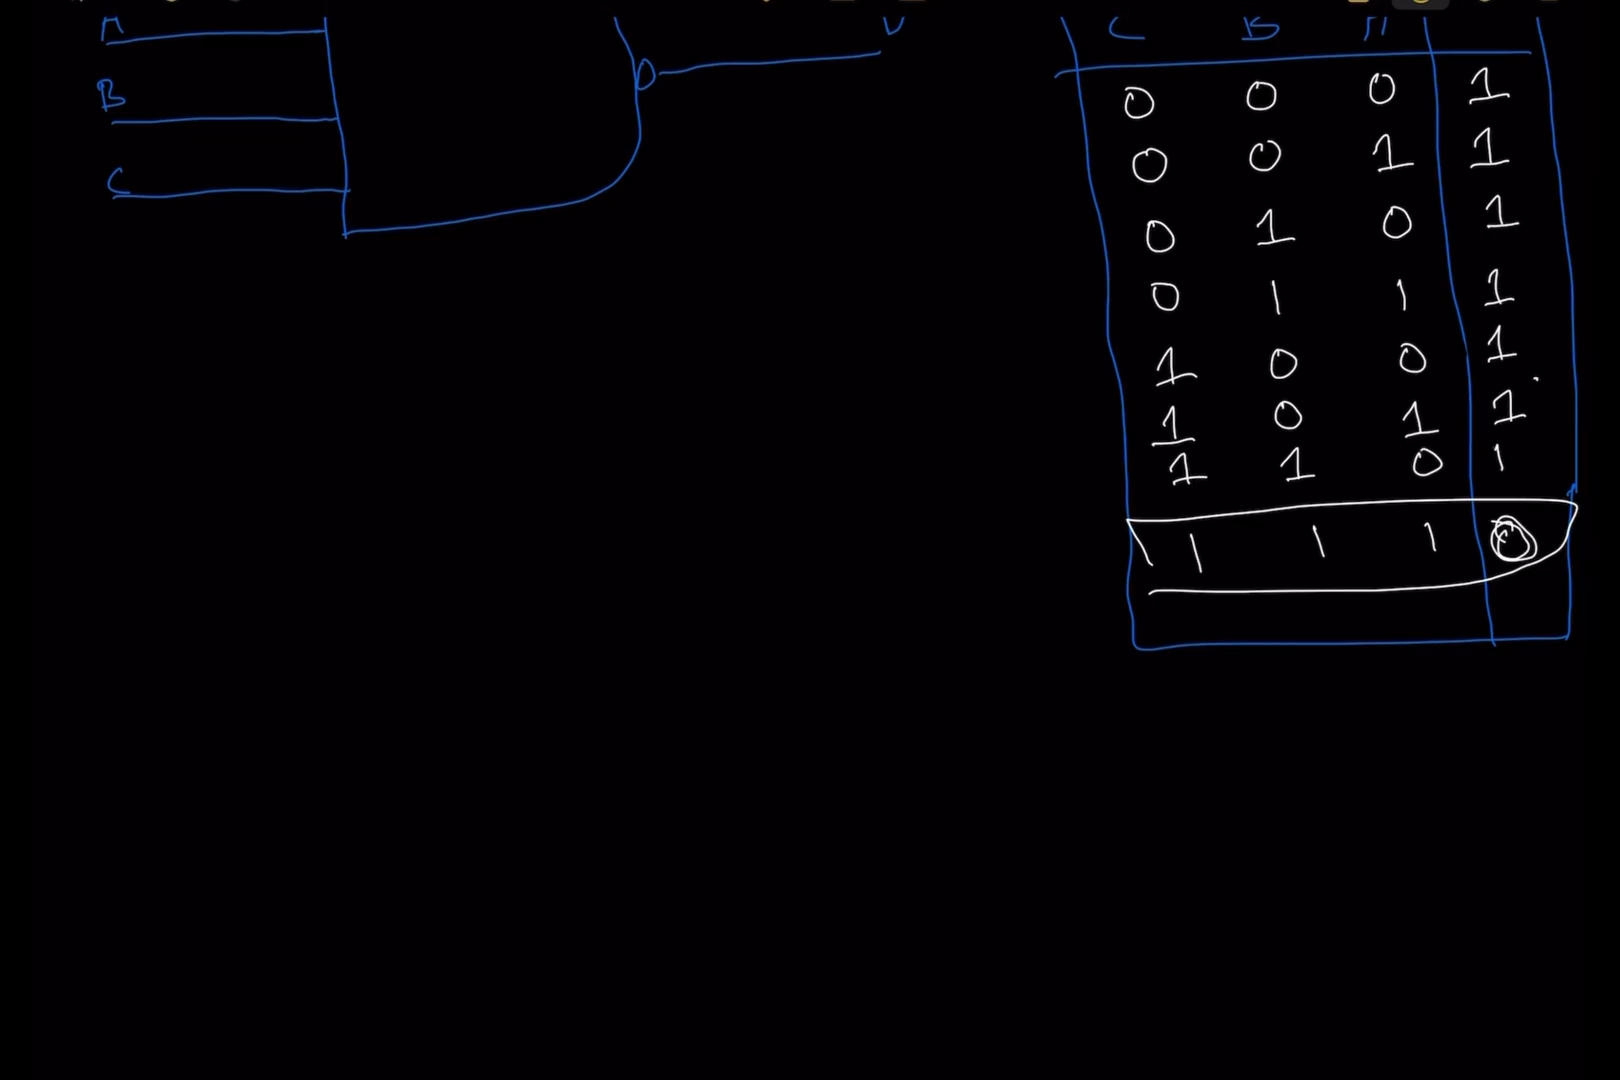 A
B
C
C B A
0 0 0 1
0 0 1 1
0 1 0 1
0 1 1 1
1 0 0 1
1 0 1 1
1 1 0 1
1 1 1 0